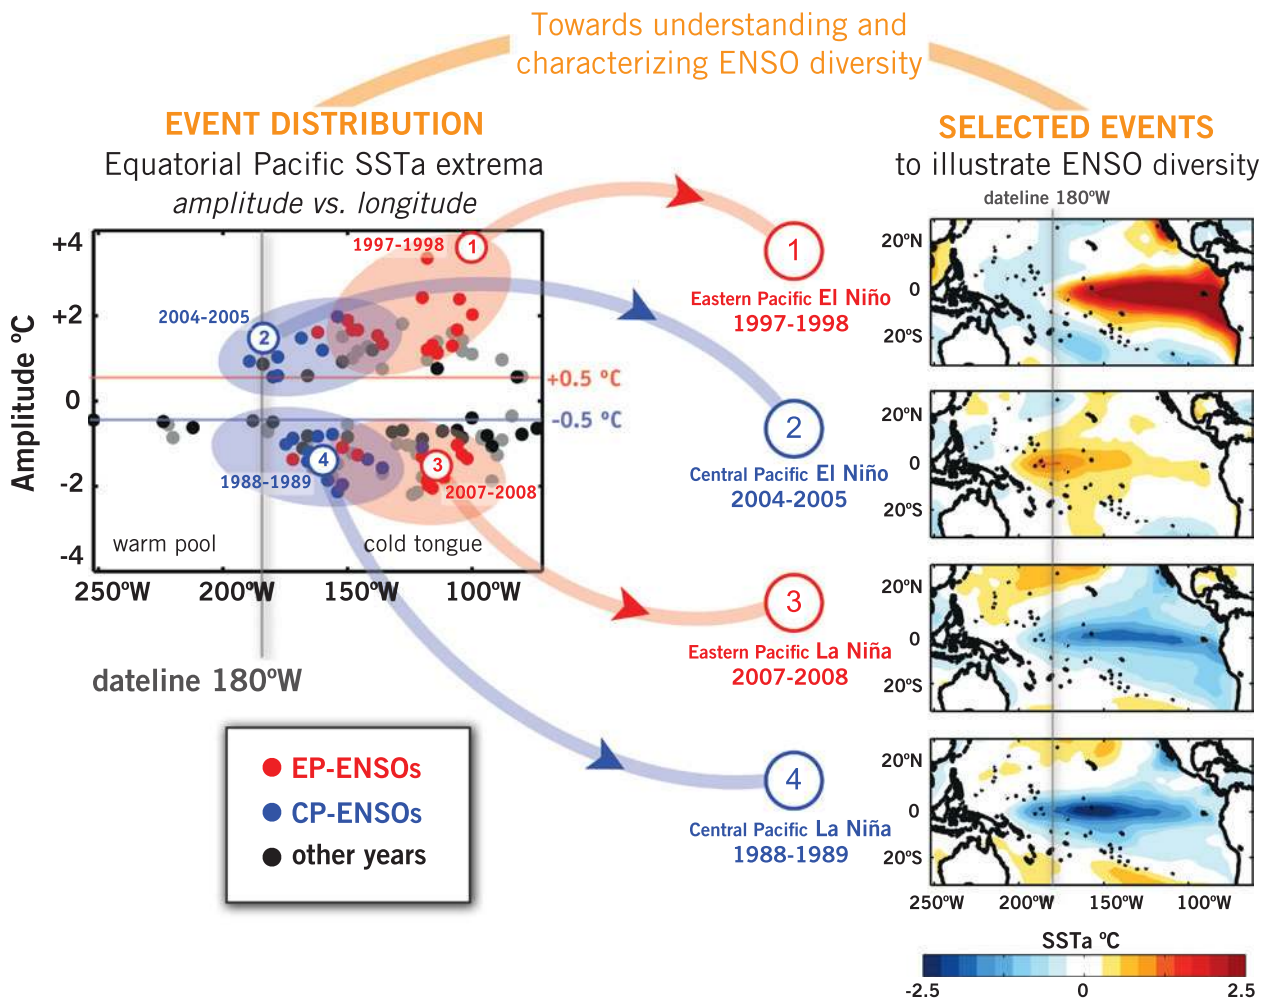 Towards understanding and
characterizing ENSO diversity
EVENT DISTRIBUTION
Equatorial Pacific SSTa extrema
amplitude vs. longitude
SELECTED EVENTS
to illustrate ENSO diversity
dateline 180ºW
Amplitude ºC
+4
+2
0
-2
-4
1997-1998
1
2004-2005
2
+0.5 ºC
-0.5 ºC
4
3
1988-1989
2007-2008
warm pool
cold tongue
250ºW
200ºW
150ºW
100ºW
dateline 180ºW
EP-ENSOs
CP-ENSOs
other years
1
Eastern Pacific El Niño
1997-1998
2
Central Pacific El Niño
2004-2005
3
Eastern Pacific La Niña
2007-2008
4
Central Pacific La Niña
1988-1989
20ºN
0
20ºS
20ºN
0
20ºS
20ºN
0
20ºS
20ºN
0
20ºS
250ºW
200ºW
150ºW
100ºW
SSTa ºC
-2.5
0
2.5